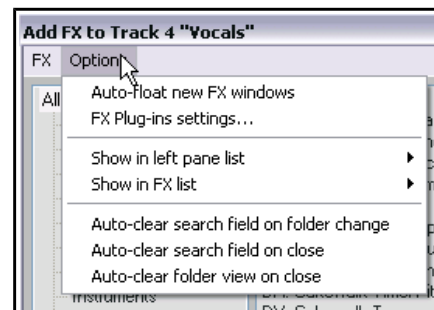 Add FX to Track 4 "Vocals"
FX Option
All
Auto-float new FX windows
FX Plug-ins settings...
Show in left pane list
Show in FX list
Auto-clear search field on folder change
Auto-clear search field on close
Auto-clear folder view on close
Instruments